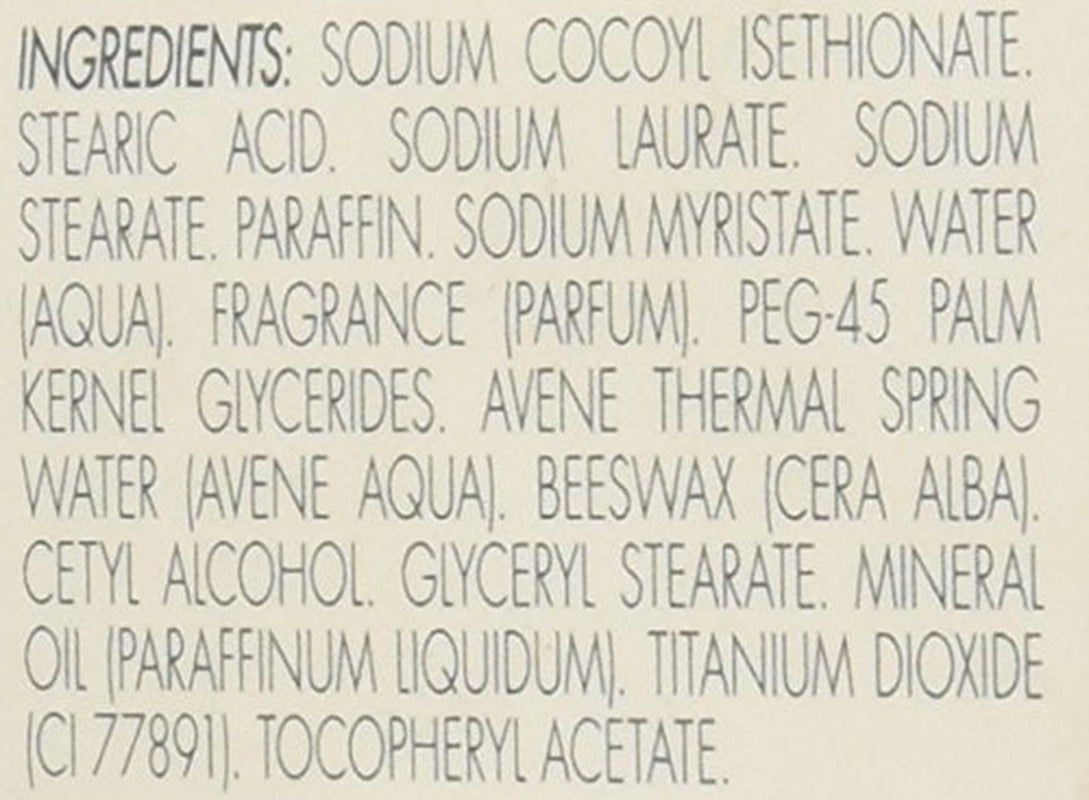 INGREDIENTS: SODIUM COCOYL ISETHIONATE.
STEARIC ACID. SODIUM LAURATE. SODIUM
STEARATE. PARAFFIN. SODIUM MYRISTATE. WATER
(AQUA). FRAGRANCE (PARFUM). PEG-45 PALM
KERNEL GLYCERIDES. AVENE THERMAL SPRING
WATER (AVENE AQUA). BEESWAX (CERA ALBA).
CETYL ALCOHOL. GLYCERYL STEARATE. MINERAL
OIL (PARAFFINUM LIQUIDUM). TITANIUM DIOXIDE
(CI 77891). TOCOPHERYL ACETATE.